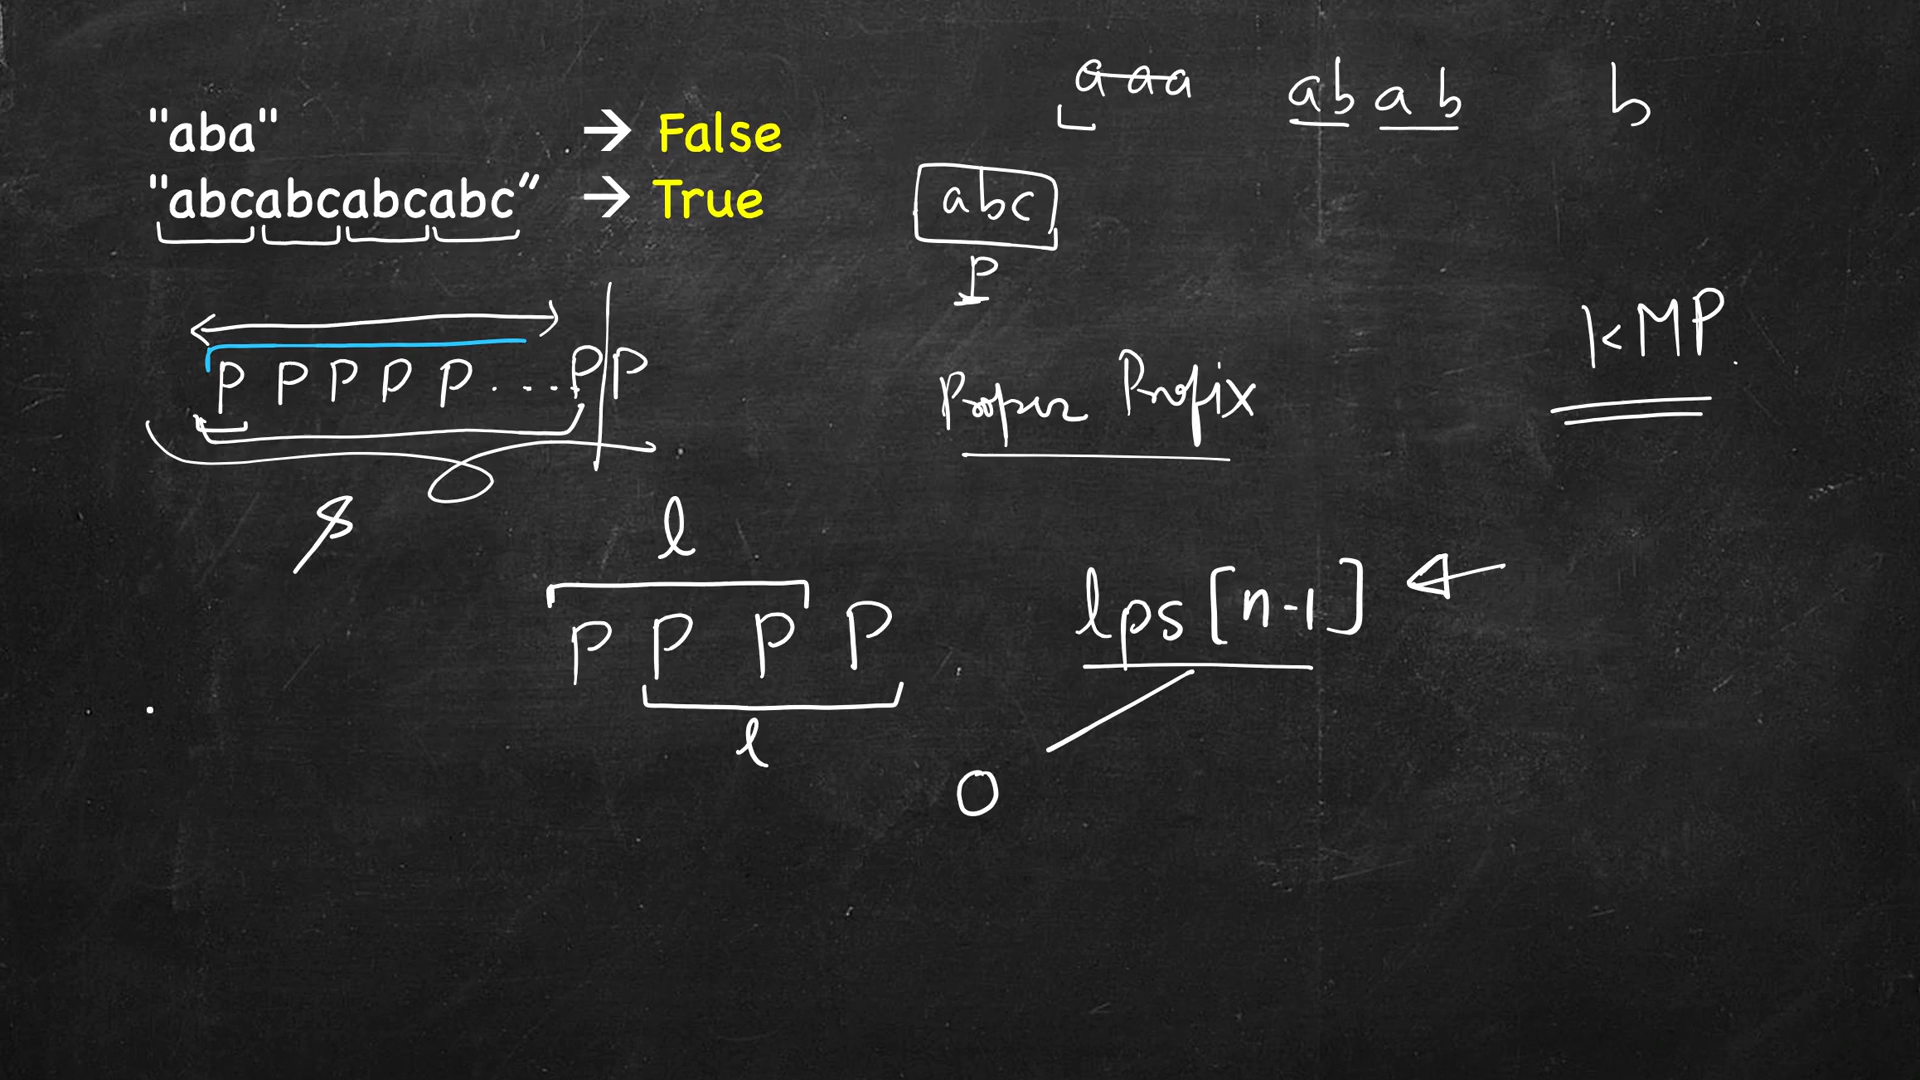 "aba" → False
"abcabcabcabc" → True
aaa abab b
abc
P
KMP
P P P P P .... P P
Proper Prefix
s
l
P P P P
l
lps[n-1]
0